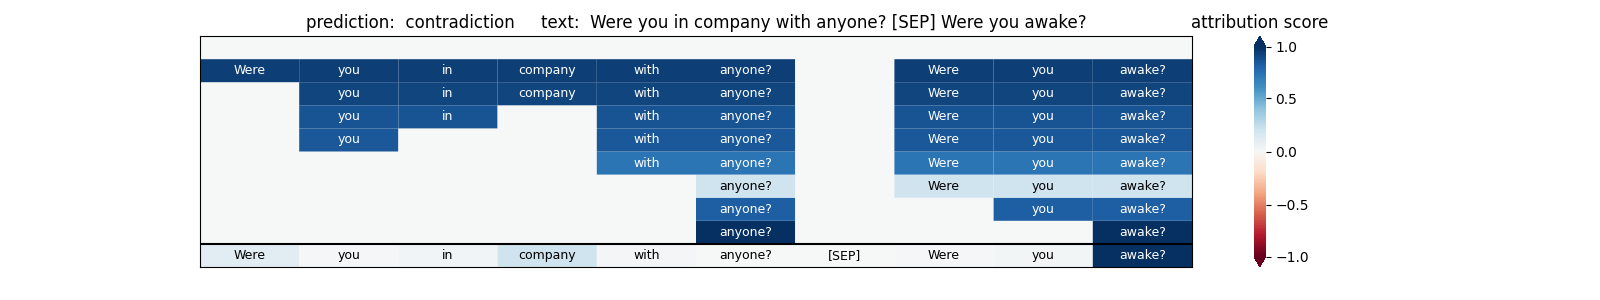 prediction:  contradiction     text:  Were you in company with anyone? [SEP] Were you awake?
attribution score
Were you in company with anyone? Were you awake?
you in company with anyone? Were you awake?
you in with anyone? Were you awake?
you with anyone? Were you awake?
with anyone? Were you awake?
anyone? Were you awake?
anyone? you awake?
anyone? awake?
Were you in company with anyone? [SEP] Were you awake?
1.0
0.5
0.0
−0.5
−1.0